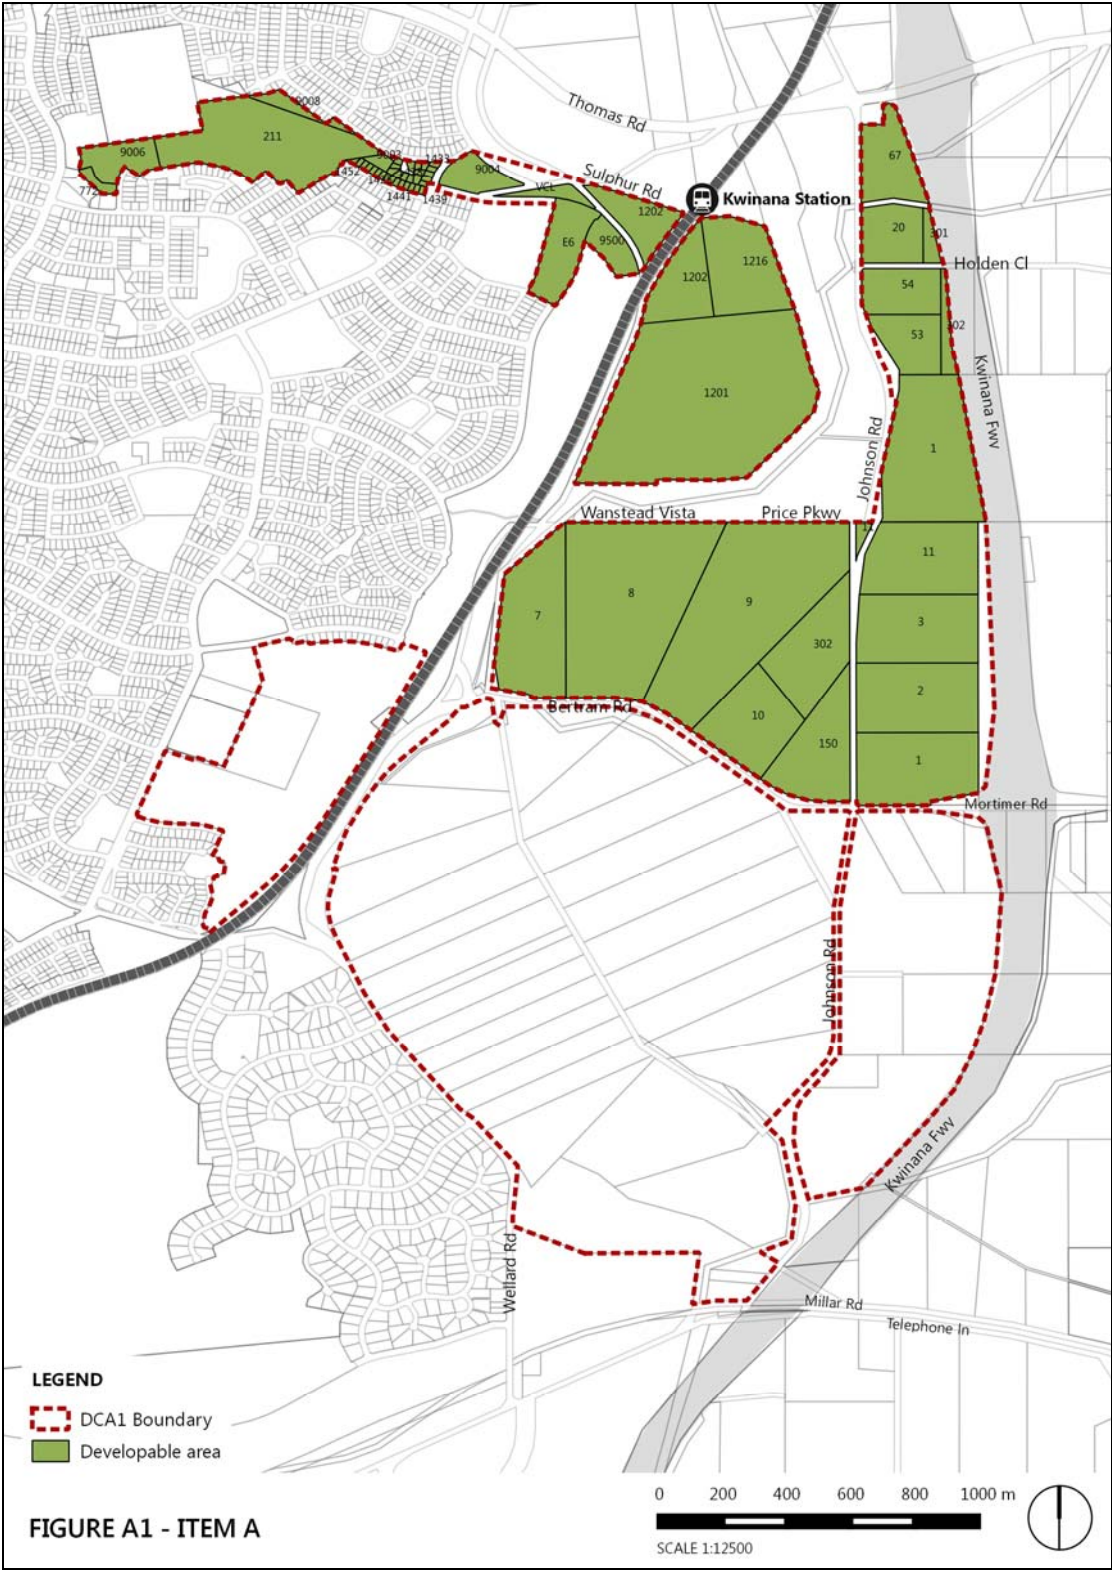 Thomas Rd
9008
211
9006
772
1452
1441
1439
9004
VCL
Sulphur Rd
Kwinana Station
1202
E6
9500
1202
1216
1201
67
20
301
Holden Cl
54
53
302
Kwinana Fwy
1
Johnson Rd
Wanstead Vista
Price Pkwy
11
11
7
8
9
302
3
2
10
150
1
Bertram Rd
Mortimer Rd
Johnson Rd
Kwinana Fwy
Wellard Rd
Millar Rd
Telephone ln
LEGEND
DCA1 Boundary
Developable area
FIGURE A1 - ITEM A
0 200 400 600 800 1000 m
SCALE 1:12500